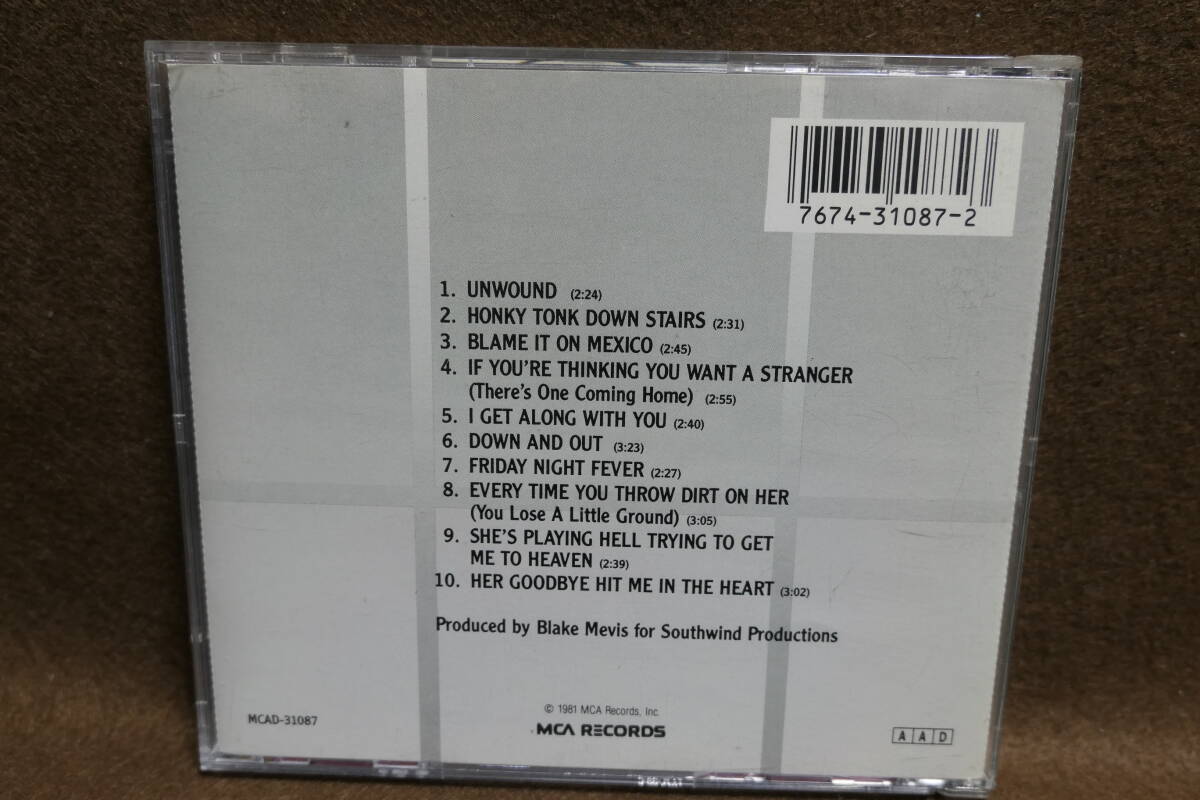 7674-31087-2
1. UNWOUND (2:24)
2. HONKY TONK DOWN STAIRS (2:31)
3. BLAME IT ON MEXICO (2:45)
4. IF YOU'RE THINKING YOU WANT A STRANGER
(There's One Coming Home) (2:55)
5. I GET ALONG WITH YOU (2:40)
6. DOWN AND OUT (3:23)
7. FRIDAY NIGHT FEVER (2:27)
8. EVERY TIME YOU THROW DIRT ON HER
(You Lose A Little Ground) (3:05)
9. SHE'S PLAYING HELL TRYING TO GET
ME TO HEAVEN (2:39)
10. HER GOODBYE HIT ME IN THE HEART (3:02)
Produced by Blake Mevis for Southwind Productions
© 1981 MCA Records, Inc.
MCA RECORDS
MCAD-31087
A A D